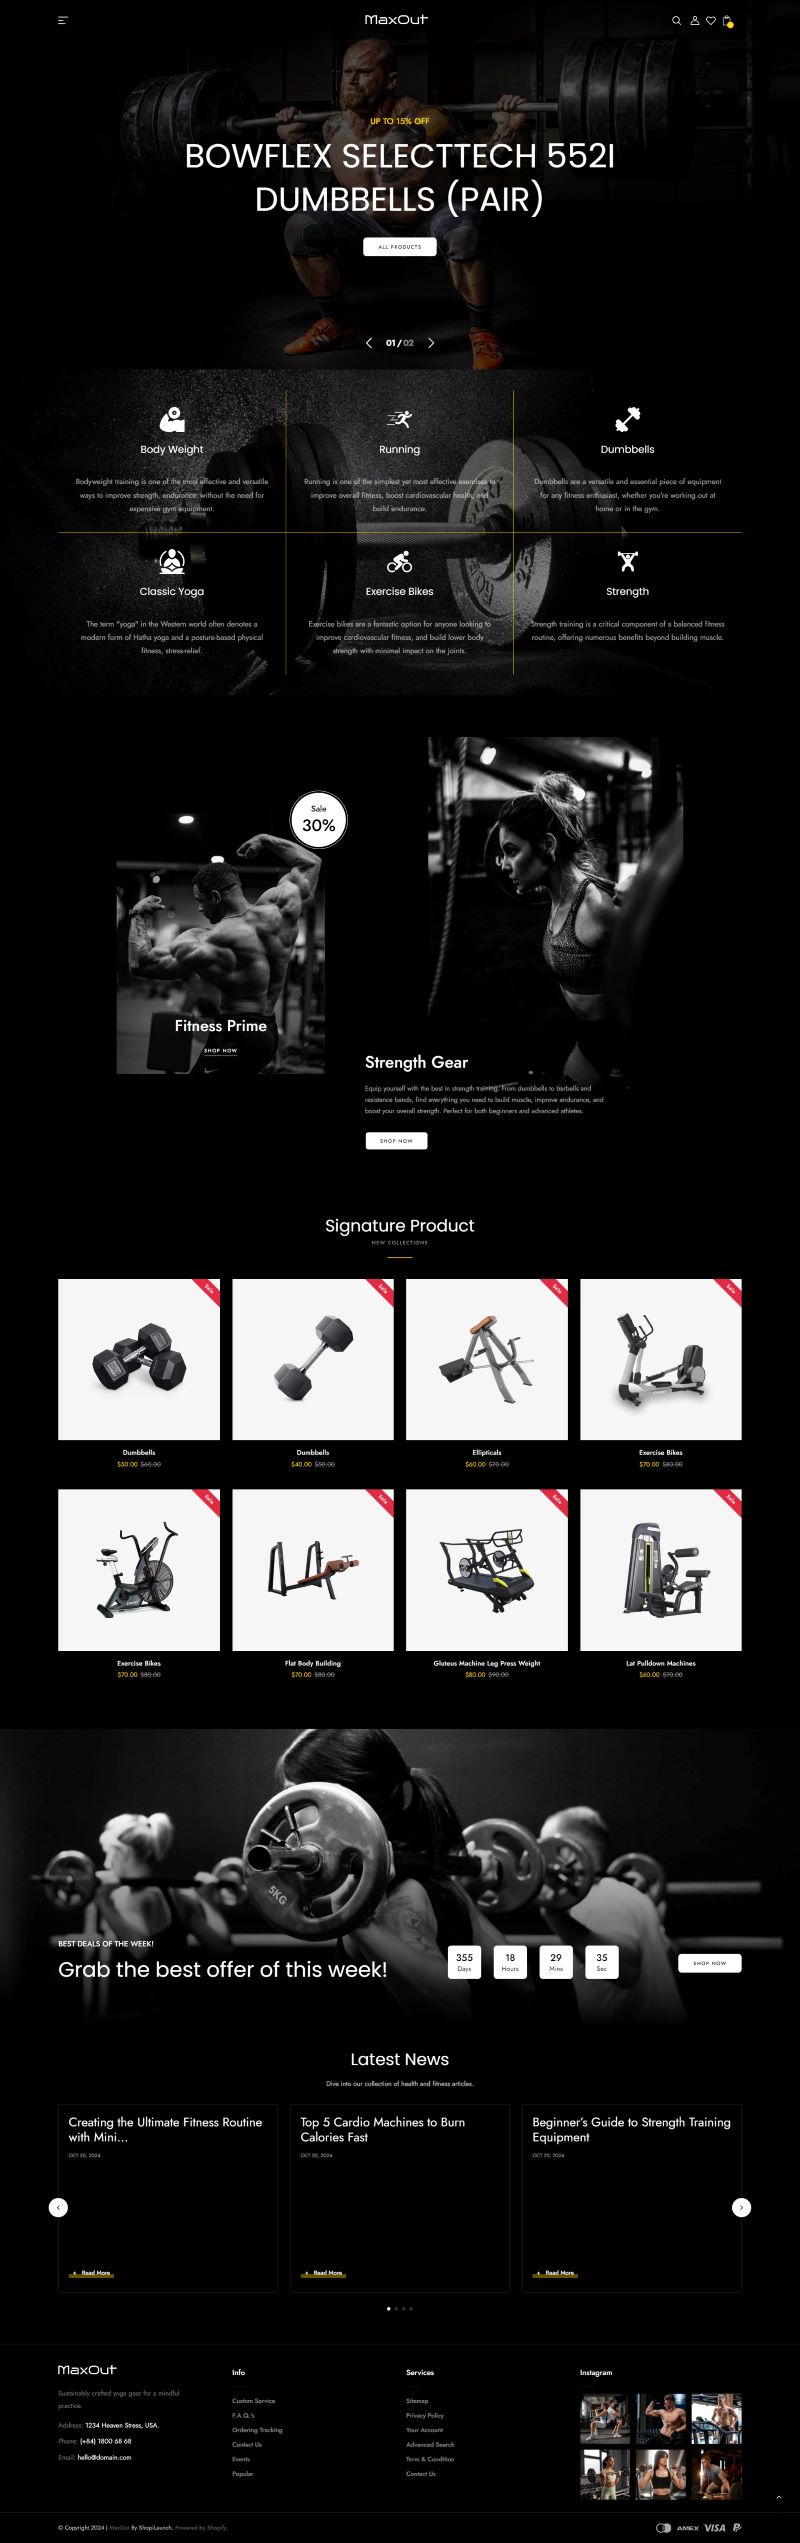 MaxOut
UP TO 15% OFF
BOWFLEX SELECTTECH 552I
DUMBBELLS (PAIR)
ALL PRODUCTS
01/02
Body Weight
Bodyweight training is one of the most effective and versatile
ways to improve strength, endurance, without the need for
expensive gym equipment.
Running
Running is one of the simplest yet most effective exercises to
improve overall fitness, boost cardiovascular health, and
build endurance.
Dumbbells
Dumbbells are a versatile and essential piece of equipment
for any fitness enthusiast, whether you're working out at
home or in the gym.
Classic Yoga
The term "yoga" in the Western world often denotes a
modern form of Hatha yoga and a posture-based physical
fitness, stress-relief.
Exercise Bikes
Exercise bikes are a fantastic option for anyone looking to
improve cardiovascular fitness, and build lower body
strength with minimal impact on the joints.
Strength
Strength training is a critical component of a balanced fitness
routine, offering numerous benefits beyond building muscle.
Sale
30%
Fitness Prime
SHOP NOW
Strength Gear
Equip yourself with the best in strength training. From dumbbells to barbells and
resistance bands, find everything you need to build muscle, improve endurance, and
boost your overall strength. Perfect for both beginners and advanced athletes.
SHOP NOW
Signature Product
NEW COLLECTIONS
Sale
Sale
Sale
Sale
Dumbbells
$50.00 $60.00
Dumbbells
$40.00 $50.00
Ellipticals
$60.00 $70.00
Exercise Bikes
$70.00 $80.00
Sale
Sale
Sale
Sale
Exercise Bikes
$70.00 $80.00
Flat Body Building
$70.00 $80.00
Gluteus Machine Leg Press Weight
$80.00 $90.00
Lat Pulldown Machines
$60.00 $70.00
5KG
BEST DEALS OF THE WEEK!
Grab the best offer of this week!
355
Days
18
Hours
29
Mins
35
Sec
SHOP NOW
Latest News
Dive into our collection of health and fitness articles.
Creating the Ultimate Fitness Routine
with Mini...
OCT 20, 2024
+ Read More
Top 5 Cardio Machines to Burn
Calories Fast
OCT 20, 2024
+ Read More
Beginner's Guide to Strength Training
Equipment
OCT 20, 2024
+ Read More
MaxOut
Sustainably crafted yoga gear for a mindful
practice.
Address: 1234 Heaven Stress, USA.
Phone: (+84) 1800 68 68
Email: hello@domain.com
Info
Custom Service
F.A.Q.'s
Ordering Tracking
Contact Us
Events
Popular
Services
Sitemap
Privacy Policy
Your Account
Advanced Search
Term & Condition
Contact Us
Instagram
© Copyright 2024 | MaxOut By ShopiLaunch. Powered by Shopify.
AMEX VISA